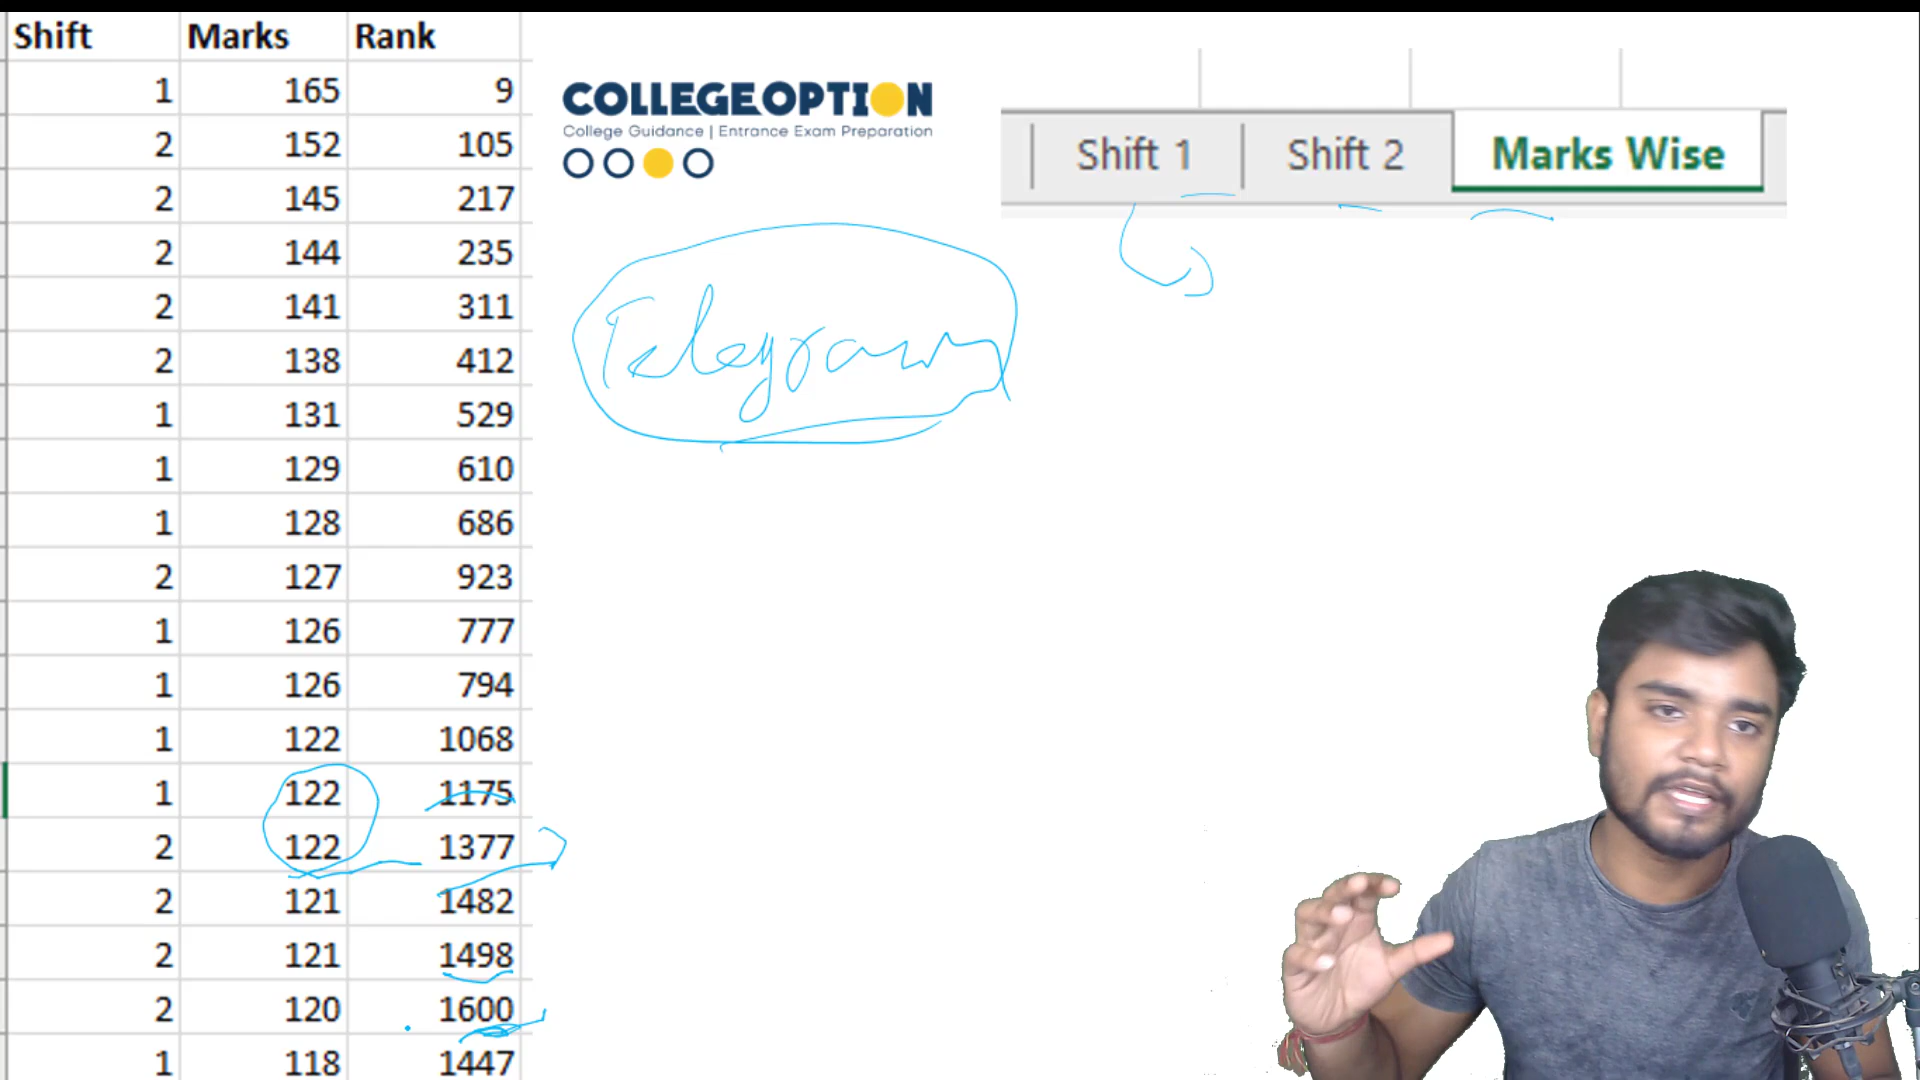 Shift Marks Rank
1 165 9
2 152 105
2 145 217
2 144 235
2 141 311
2 138 412
1 131 529
1 129 610
1 128 686
2 127 923
1 126 777
1 126 794
1 122 1068
1 122 1175
2 122 1377
2 121 1482
2 121 1498
2 120 1600
1 118 1447
COLLEGEOPTION
College Guidance | Entrance Exam Preparation
Shift 1 Shift 2 Marks Wise
Telegram